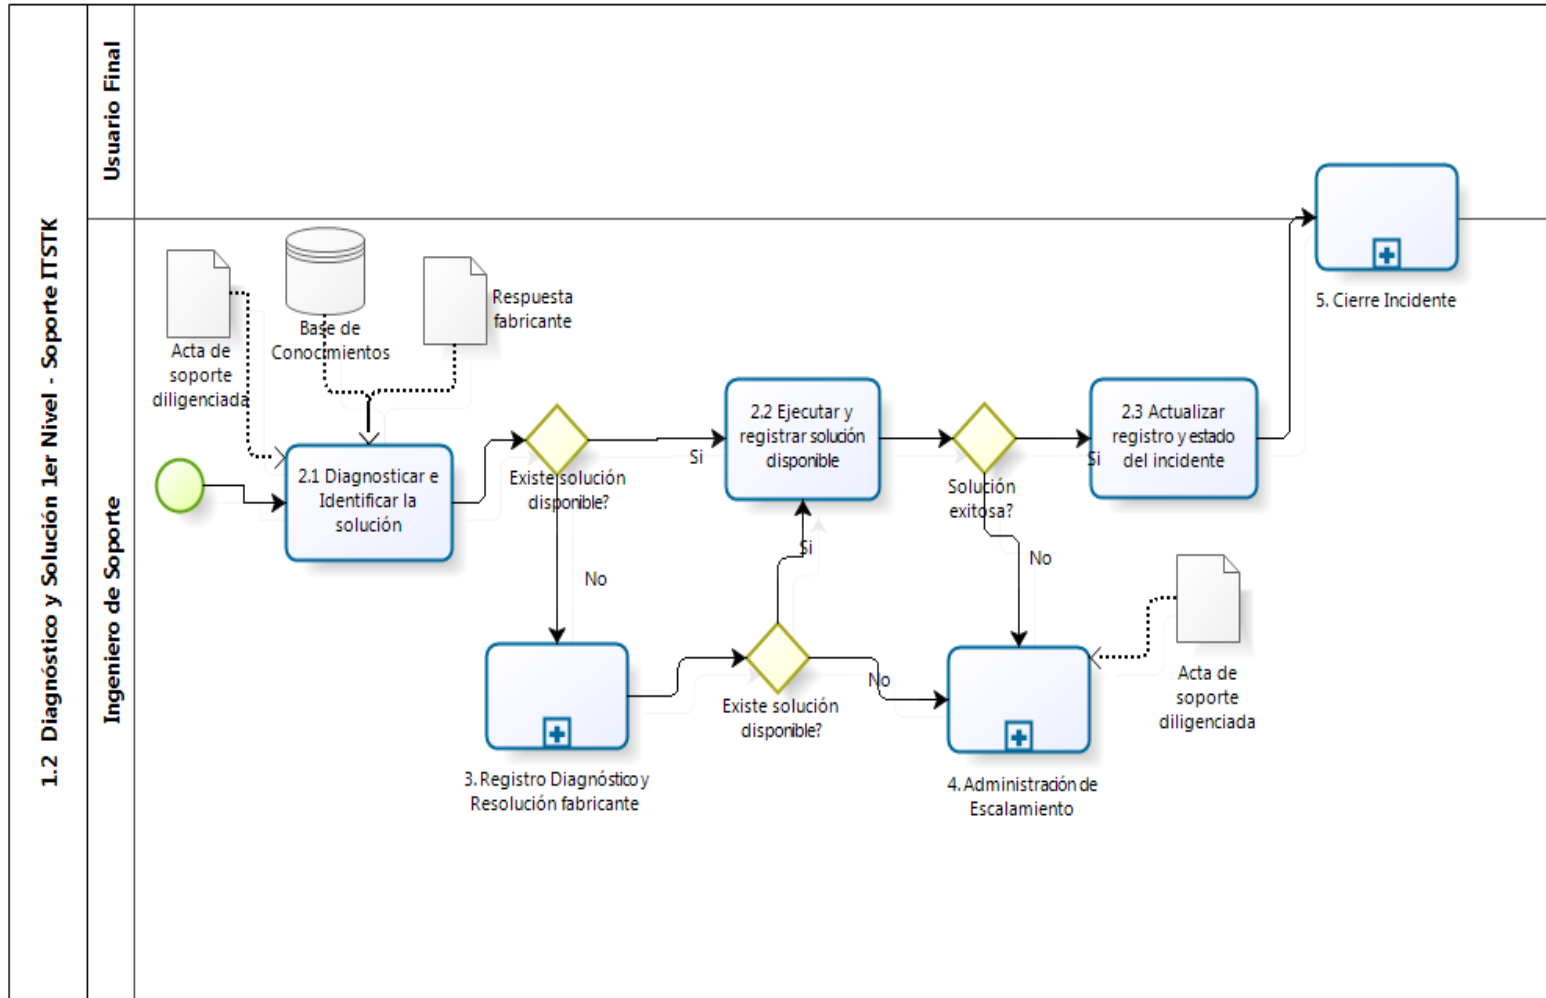 1.2 Diagnóstico y Solución 1er Nivel - Soporte ITSTK
Usuario Final
Ingeniero de Soporte
Acta de
soporte
diligenciada
Base de
Conocimientos
Respuesta
fabricante
2.1 Diagnosticar e
Identificar la
solución
Existe solución
disponible?
Si
No
2.2 Ejecutar y
registrar solución
disponible
Solución
exitosa?
Si
No
2.3 Actualizar
registro y estado
del incidente
5. Cierre Incidente
3. Registro Diagnóstico y
Resolución fabricante
Existe solución
disponible?
Si
No
4. Administración de
Escalamiento
Acta de
soporte
diligenciada